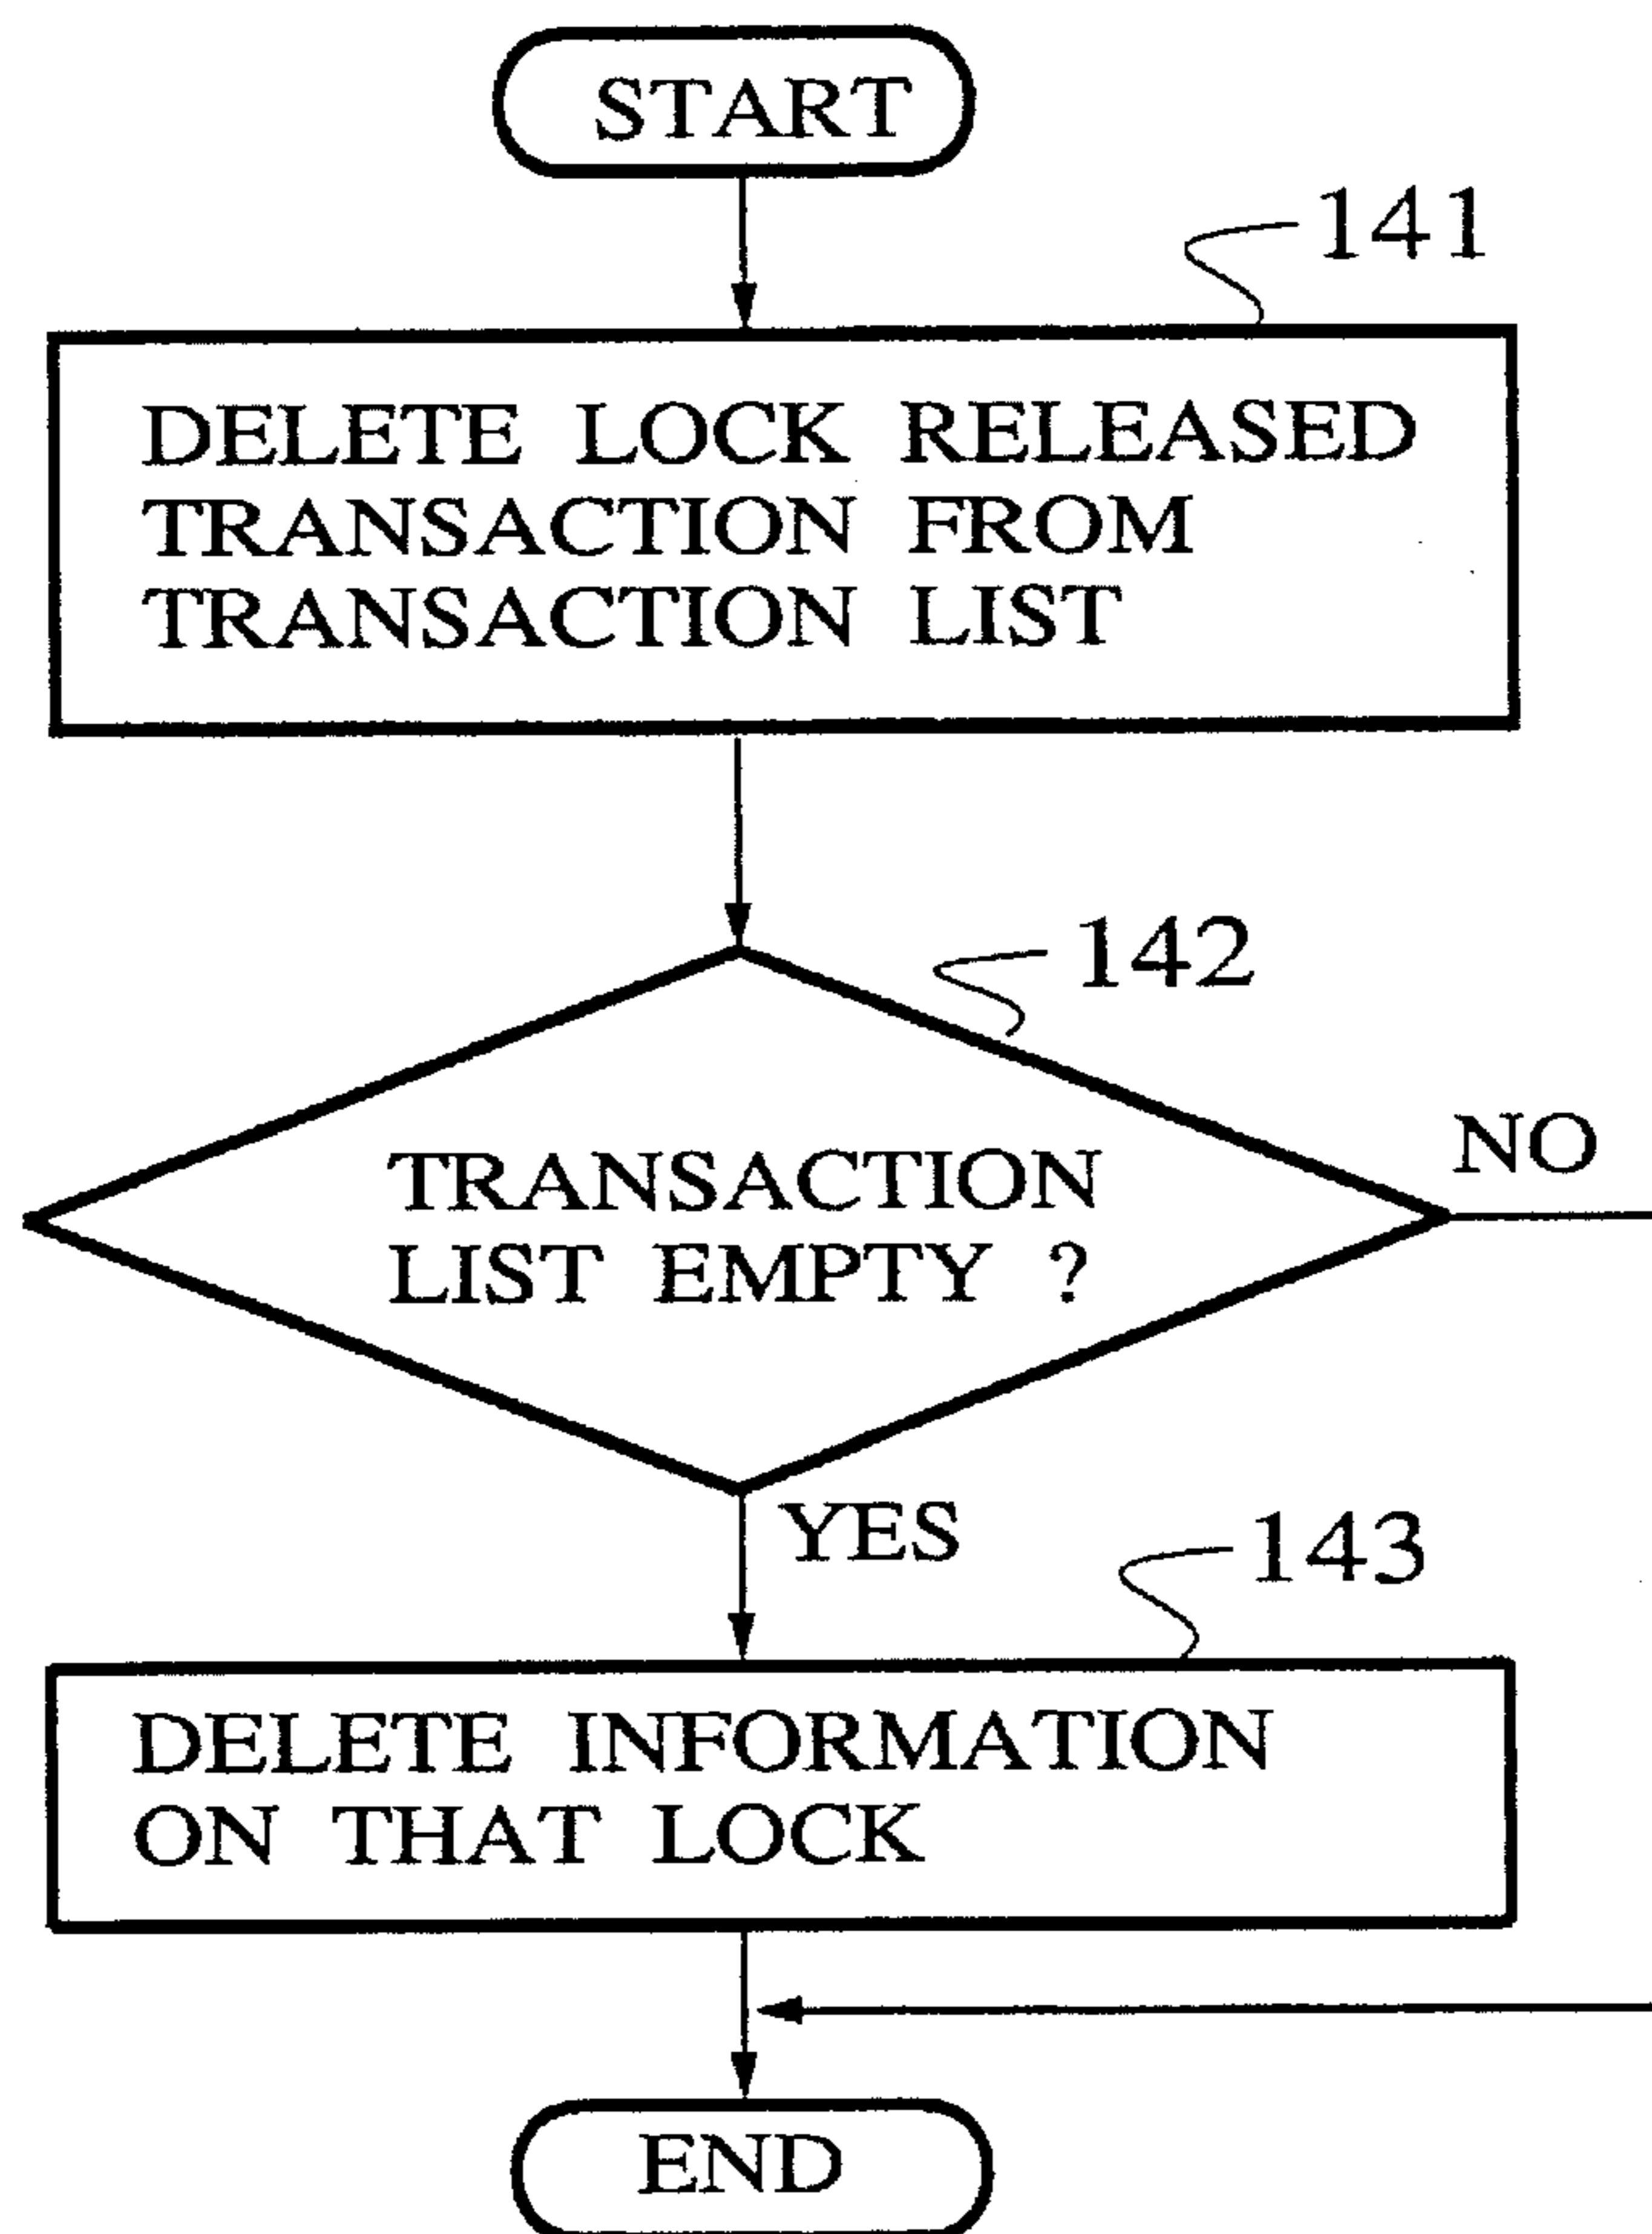 START
141
DELETE LOCK RELEASED
TRANSACTION FROM
TRANSACTION LIST
142
TRANSACTION
LIST EMPTY ?
NO
YES
143
DELETE INFORMATION
ON THAT LOCK
END